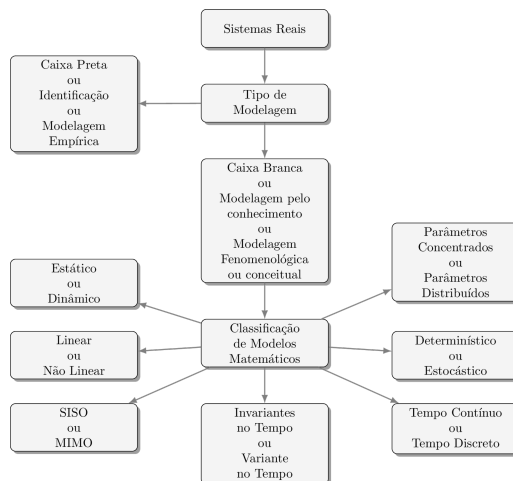 Sistemas Reais
Caixa Preta
ou
Identificação
ou
Modelagem
Empírica
Tipo de
Modelagem
Caixa Branca
ou
Modelagem pelo
conhecimento
ou
Modelagem
Fenomenológica
ou conceitual
Parâmetros
Concentrados
ou
Parâmetros
Distribuídos
Estático
ou
Dinâmico
Classificação
de Modelos
Matemáticos
Linear
ou
Não Linear
Determinístico
ou
Estocástico
SISO
ou
MIMO
Invariantes
no Tempo
ou
Variante
no Tempo
Tempo Contínuo
ou
Tempo Discreto